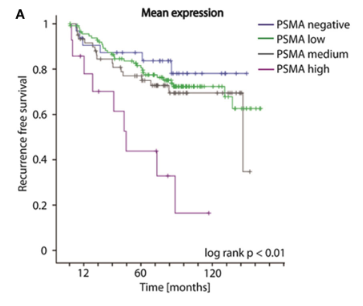 A
Mean expression
PSMA negative
PSMA low
PSMA medium
PSMA high
Recurrence free survival
1
0.8
0.6
0.4
0.2
0
log rank p < 0.01
12 60 120
Time [months]